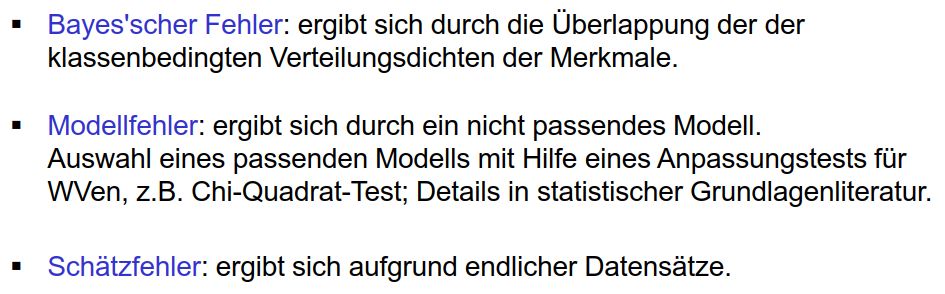 ▪ Bayes'scher Fehler: ergibt sich durch die Überlappung der der
klassenbedingten Verteilungsdichten der Merkmale.
▪ Modellfehler: ergibt sich durch ein nicht passendes Modell.
Auswahl eines passenden Modells mit Hilfe eines Anpassungstests für
WVen, z.B. Chi-Quadrat-Test; Details in statistischer Grundlagenliteratur.
▪ Schätzfehler: ergibt sich aufgrund endlicher Datensätze.